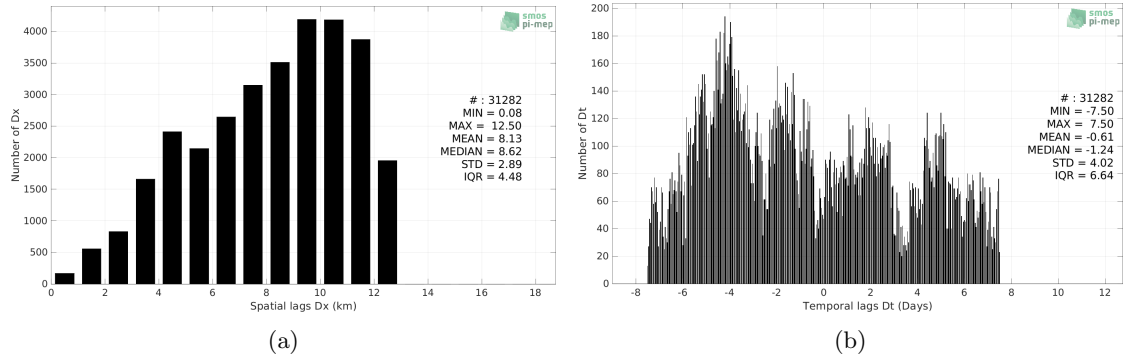 smos
pi-mep
4000
3500
3000
2500
2000
1500
1000
500
0
Number of Dx
# : 31282
MIN = 0.08
MAX = 12.50
MEAN = 8.13
MEDIAN = 8.62
STD = 2.89
IQR = 4.48
0 2 4 6 8 10 12 14 16 18
Spatial lags Dx (km)
(a)
smos
pi-mep
200
180
160
140
120
100
80
60
40
20
0
Number of Dt
# : 31282
MIN = -7.50
MAX = 7.50
MEAN = -0.61
MEDIAN = -1.24
STD = 4.02
IQR = 6.64
-8 -6 -4 -2 0 2 4 6 8 10 12
Temporal lags Dt (Days)
(b)